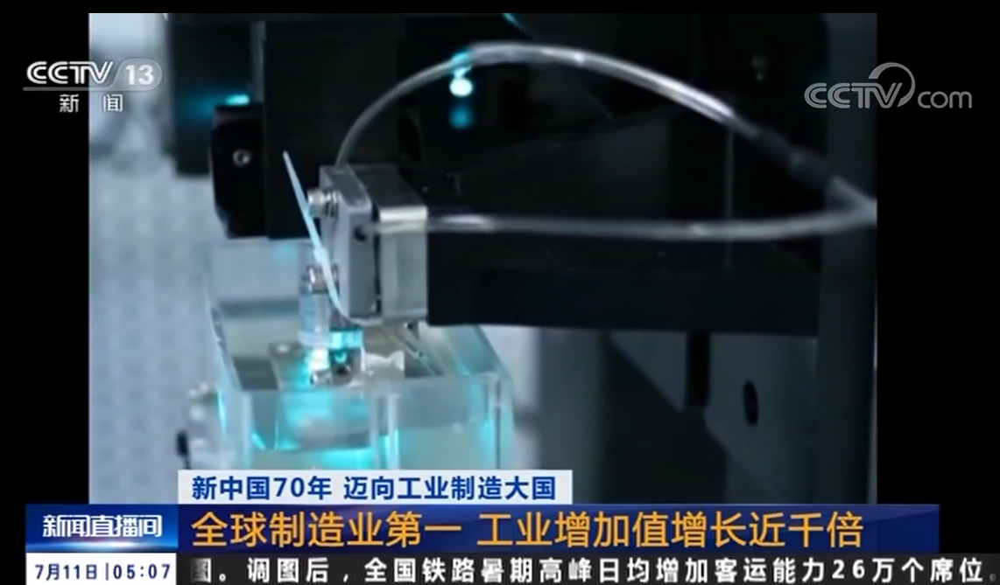 CCTV 13
新闻
CCTV com
新中国70年 迈向工业制造大国
新闻直播间
全球制造业第一 工业增加值增长近千倍
7月11日 05:07
图。调图后，全国铁路暑期高峰日均增加客运能力26万个席位